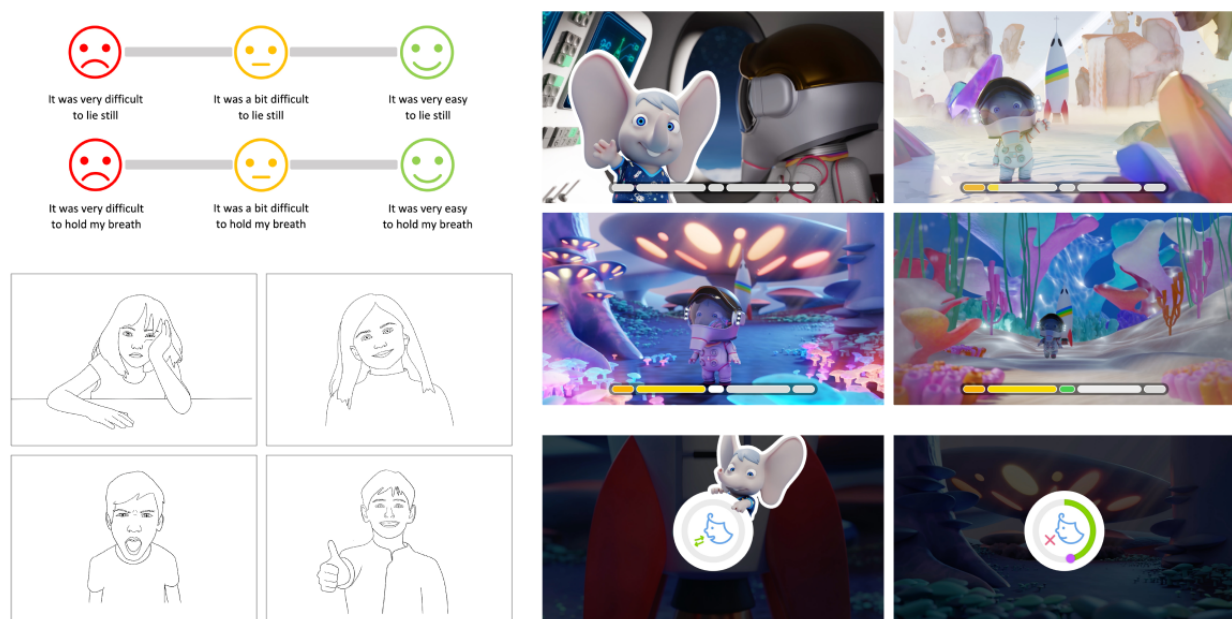 It was very difficult
to lie still
It was a bit difficult
to lie still
It was very easy
to lie still
It was very difficult
to hold my breath
It was a bit difficult
to hold my breath
It was very easy
to hold my breath